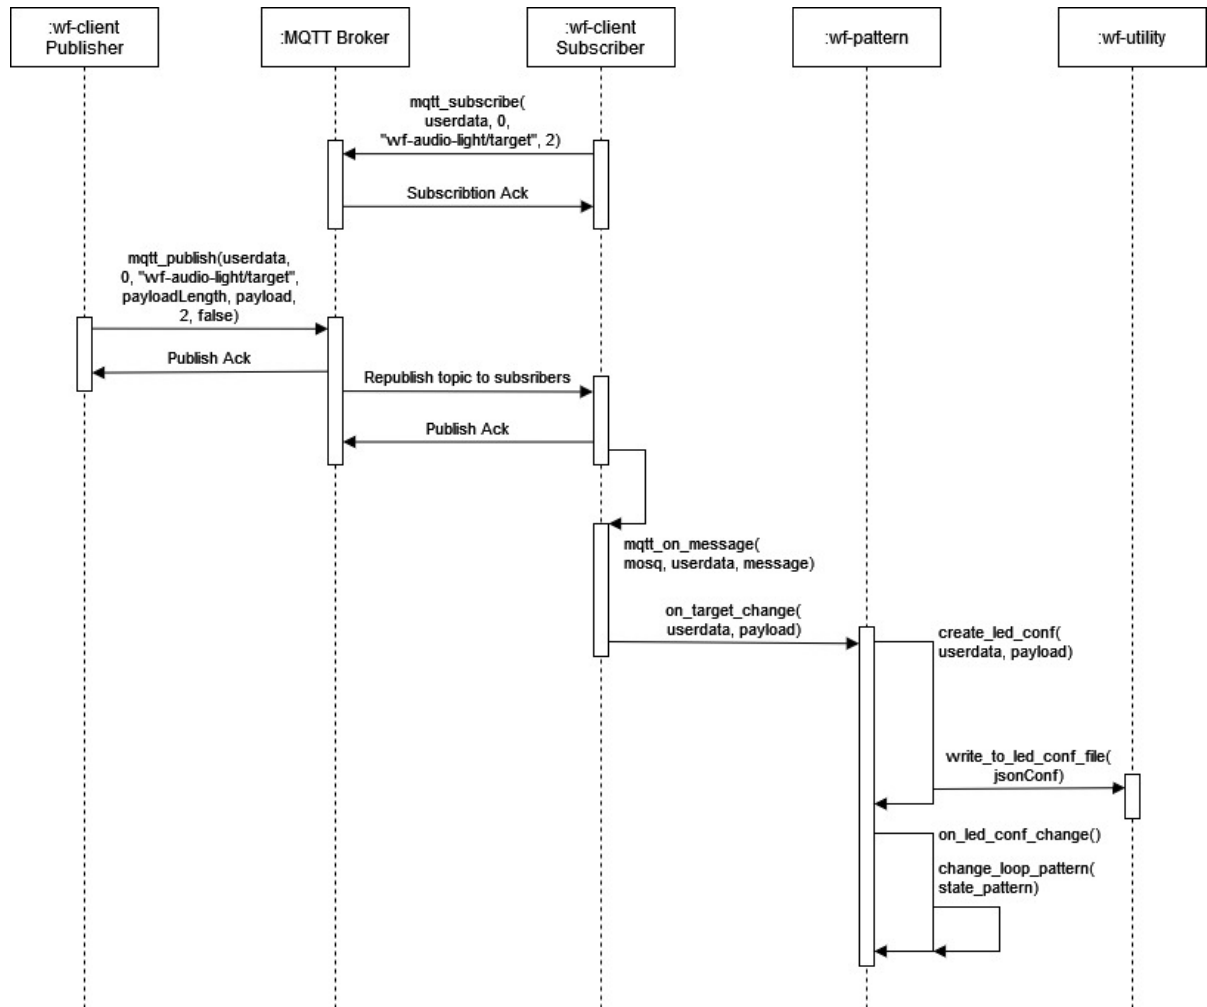 :wf-client
Publisher
:MQTT Broker
:wf-client
Subscriber
:wf-pattern
:wf-utility
mqtt_subscribe(
userdata, 0,
"wf-audio-light/target", 2)
Subscribtion Ack
mqtt_publish(userdata,
0, "wf-audio-light/target",
payloadLength, payload,
2, false)
Publish Ack
Republish topic to subsribers
Publish Ack
mqtt_on_message(
mosq, userdata, message)
on_target_change(
userdata, payload)
create_led_conf(
userdata, payload)
write_to_led_conf_file(
jsonConf)
on_led_conf_change()
change_loop_pattern(
state_pattern)